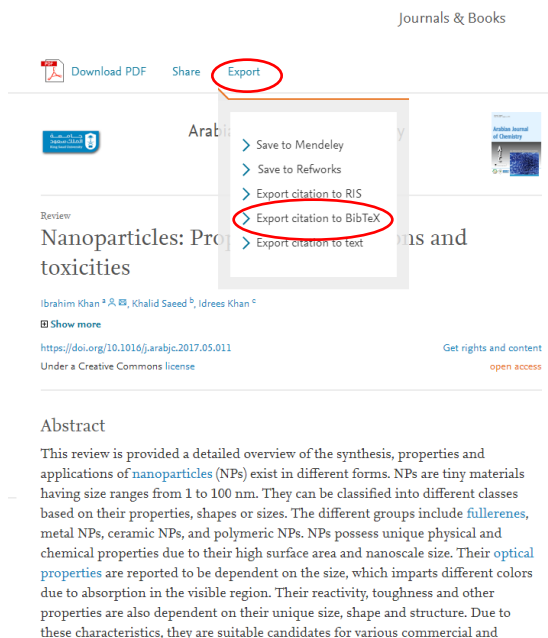 Journals & Books
PDF
Download PDF Share Export
Arabi y
Arabian Journal
of Chemistry
Save to Mendeley
Save to Refworks
Export citation to RIS
Export citation to BibTeX
Export citation to text
Review
Nanoparticles: Pro ns and
toxicities
Ibrahim Khan a, Khalid Saeed b, Idrees Khan c
Show more
https://doi.org/10.1016/j.arabjc.2017.05.011 Get rights and content
Under a Creative Commons license open access
Abstract
This review is provided a detailed overview of the synthesis, properties and
applications of nanoparticles (NPs) exist in different forms. NPs are tiny materials
having size ranges from 1 to 100 nm. They can be classified into different classes
based on their properties, shapes or sizes. The different groups include fullerenes,
metal NPs, ceramic NPs, and polymeric NPs. NPs possess unique physical and
chemical properties due to their high surface area and nanoscale size. Their optical
properties are reported to be dependent on the size, which imparts different colors
due to absorption in the visible region. Their reactivity, toughness and other
properties are also dependent on their unique size, shape and structure. Due to
these characteristics, they are suitable candidates for various commercial and